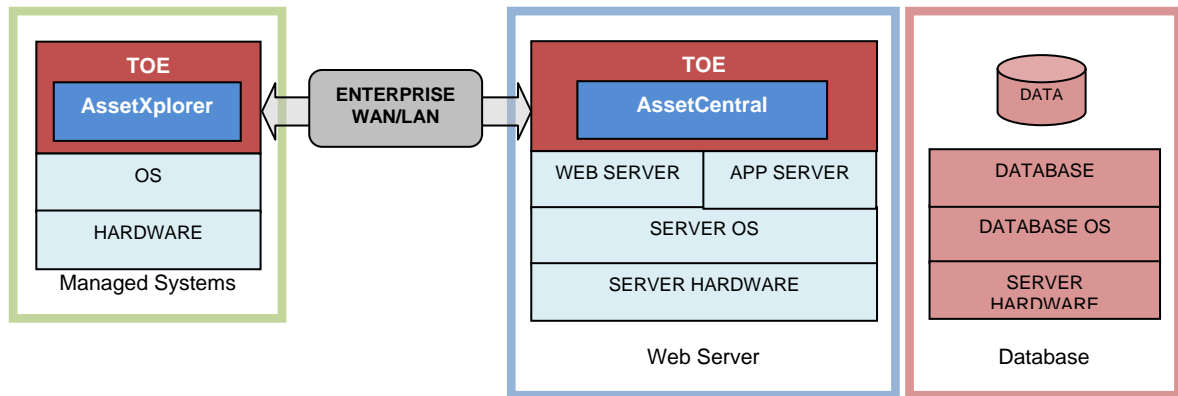 TOE
AssetXplorer
OS
HARDWARE
Managed Systems
ENTERPRISE
WAN/LAN
TOE
AssetCentral
WEB SERVER
APP SERVER
SERVER OS
SERVER HARDWARE
Web Server
DATA
DATABASE
DATABASE OS
SERVER
HARDWARE
Database